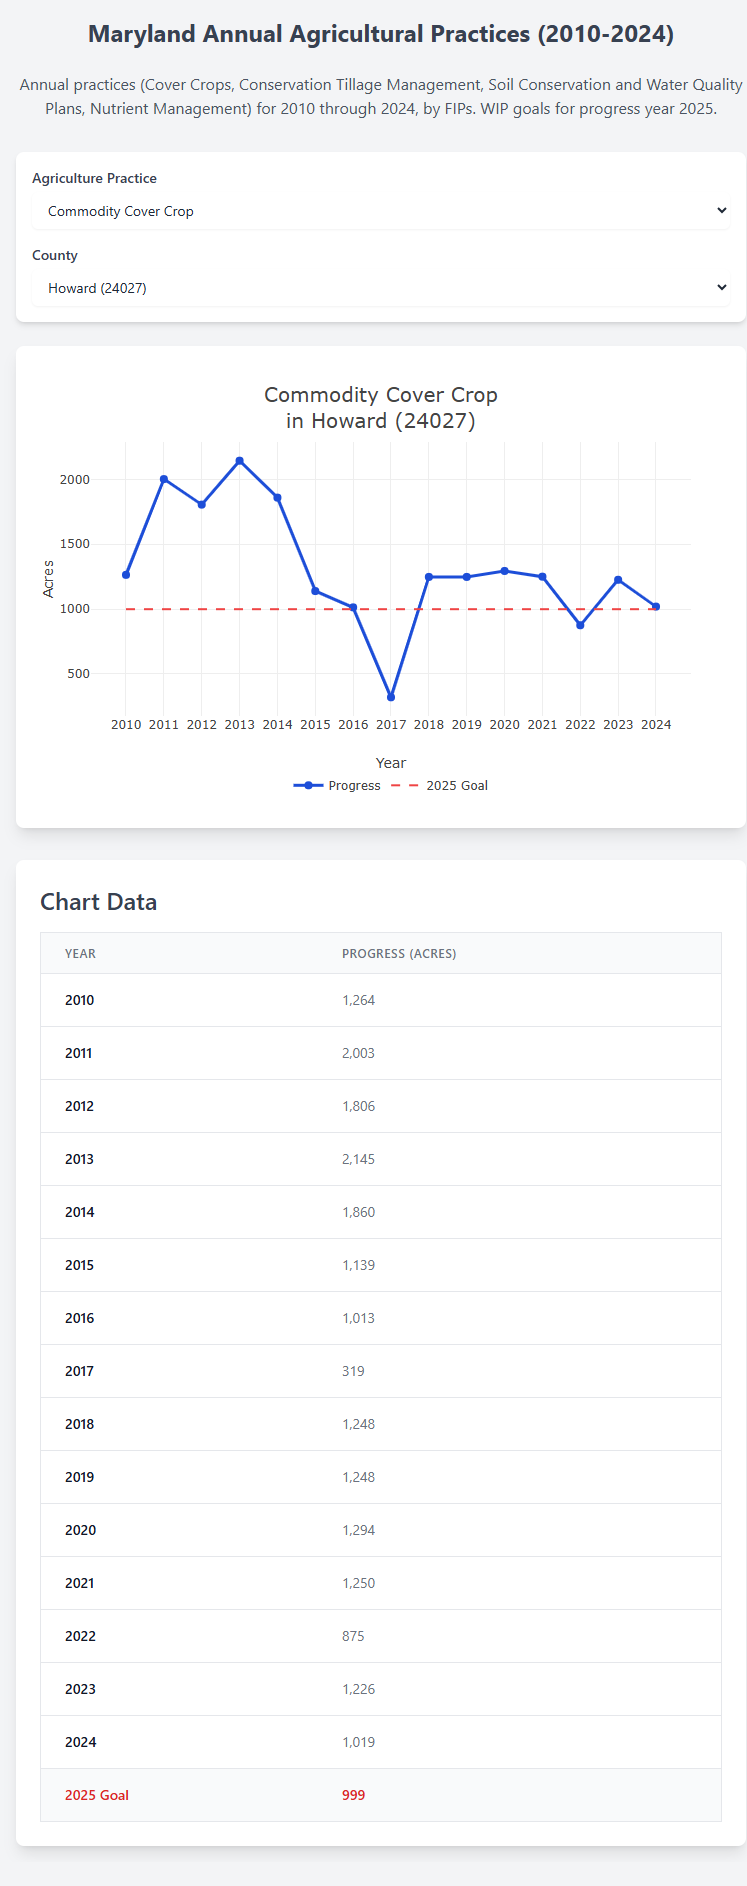 Maryland Annual Agricultural Practices (2010-2024)
Annual practices (Cover Crops, Conservation Tillage Management, Soil Conservation and Water Quality
Plans, Nutrient Management) for 2010 through 2024, by FIPs. WIP goals for progress year 2025.
Agriculture Practice
Commodity Cover Crop
County
Howard (24027)
Commodity Cover Crop
in Howard (24027)
2000
1500
1000
500
Acres
2010 2011 2012 2013 2014 2015 2016 2017 2018 2019 2020 2021 2022 2023 2024
Year
Progress 2025 Goal
Chart Data
YEAR PROGRESS (ACRES)
2010 1,264
2011 2,003
2012 1,806
2013 2,145
2014 1,860
2015 1,139
2016 1,013
2017 319
2018 1,248
2019 1,248
2020 1,294
2021 1,250
2022 875
2023 1,226
2024 1,019
2025 Goal 999